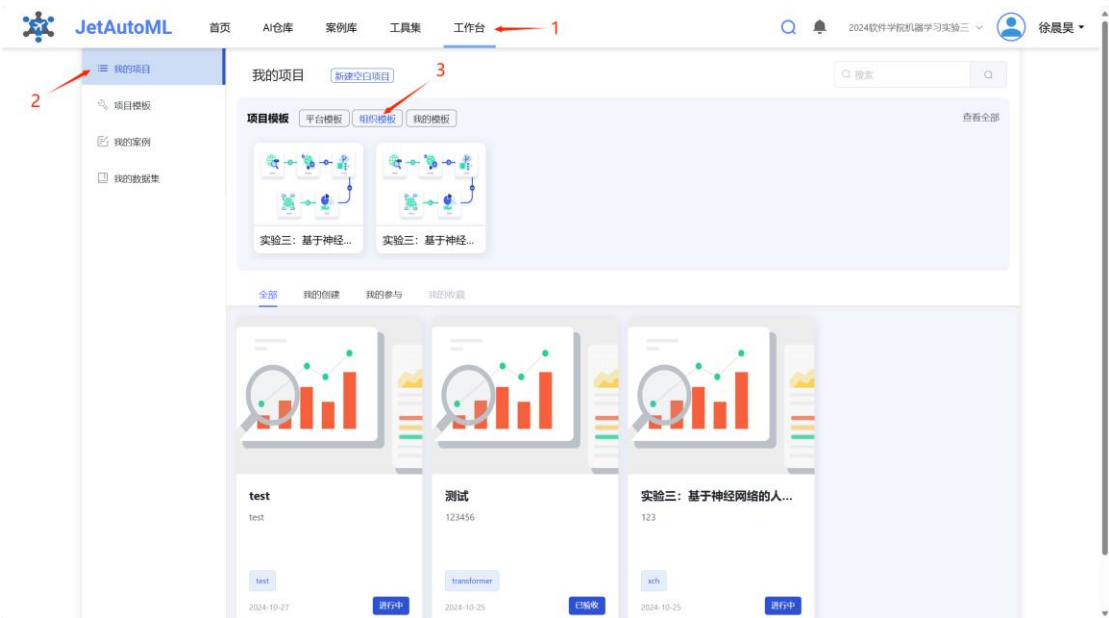 JetAutoML 首页 AI仓库 案例库 工具集 工作台 1 2024软件学院机器学习实验三 徐晨昊
2 我的项目
项目模板
我的案例
我的数据集
我的项目 新建空白项目 3 搜索
项目模板 平台模板 组织模板 我的模板 查看全部
实验三：基于神经... 实验三：基于神经...
全部 我的创建 我的参与 我的收藏
test 测试 实验三：基于神经网络的人...
test 123456 123
test transformer xch
2024-10-27 进行中 2024-10-25 已验收 2024-10-25 进行中